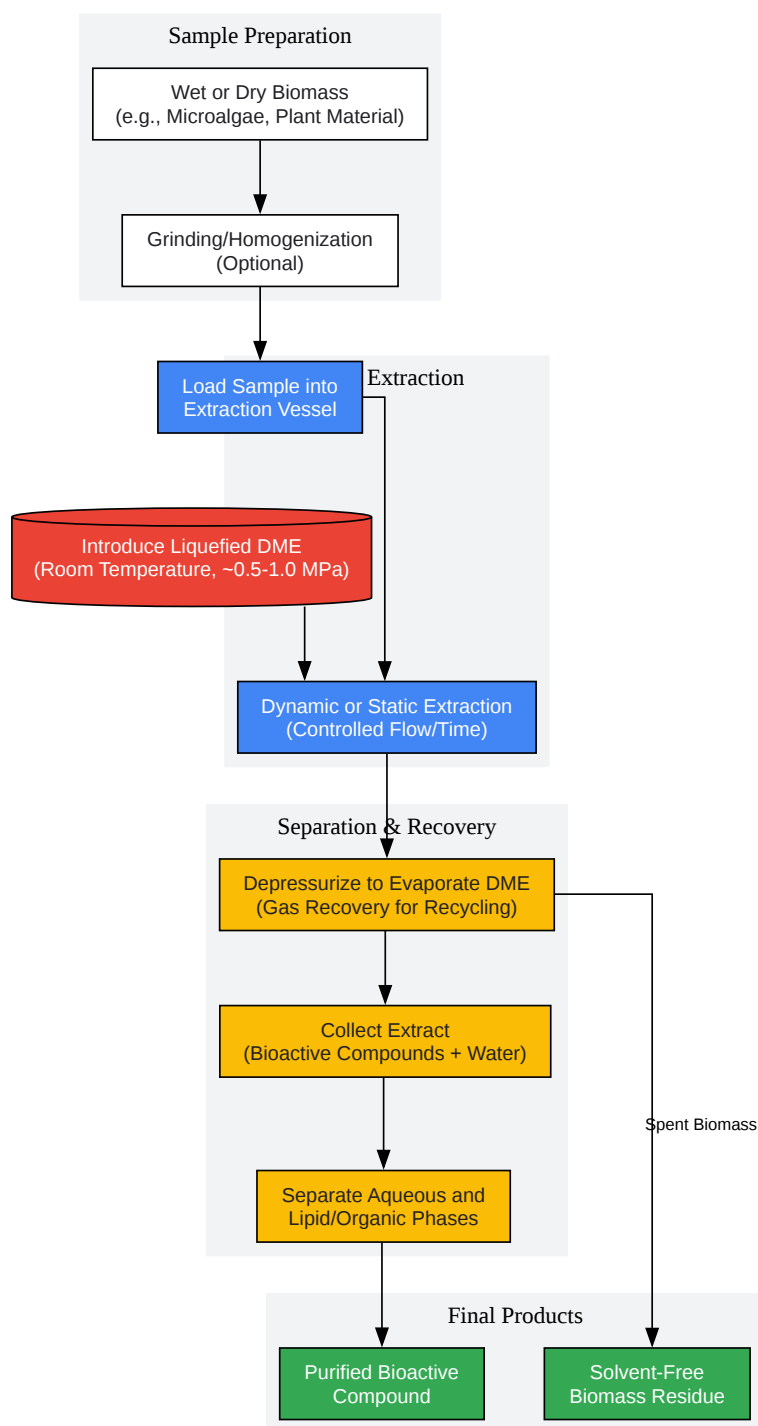 Sample Preparation
Wet or Dry Biomass
(e.g., Microalgae, Plant Material)
Grinding/Homogenization
(Optional)
Extraction
Load Sample into
Extraction Vessel
Introduce Liquefied DME
(Room Temperature, ~0.5-1.0 MPa)
Dynamic or Static Extraction
(Controlled Flow/Time)
Separation & Recovery
Depressurize to Evaporate DME
(Gas Recovery for Recycling)
Collect Extract
(Bioactive Compounds + Water)
Spent Biomass
Separate Aqueous and
Lipid/Organic Phases
Final Products
Purified Bioactive
Compound
Solvent-Free
Biomass Residue